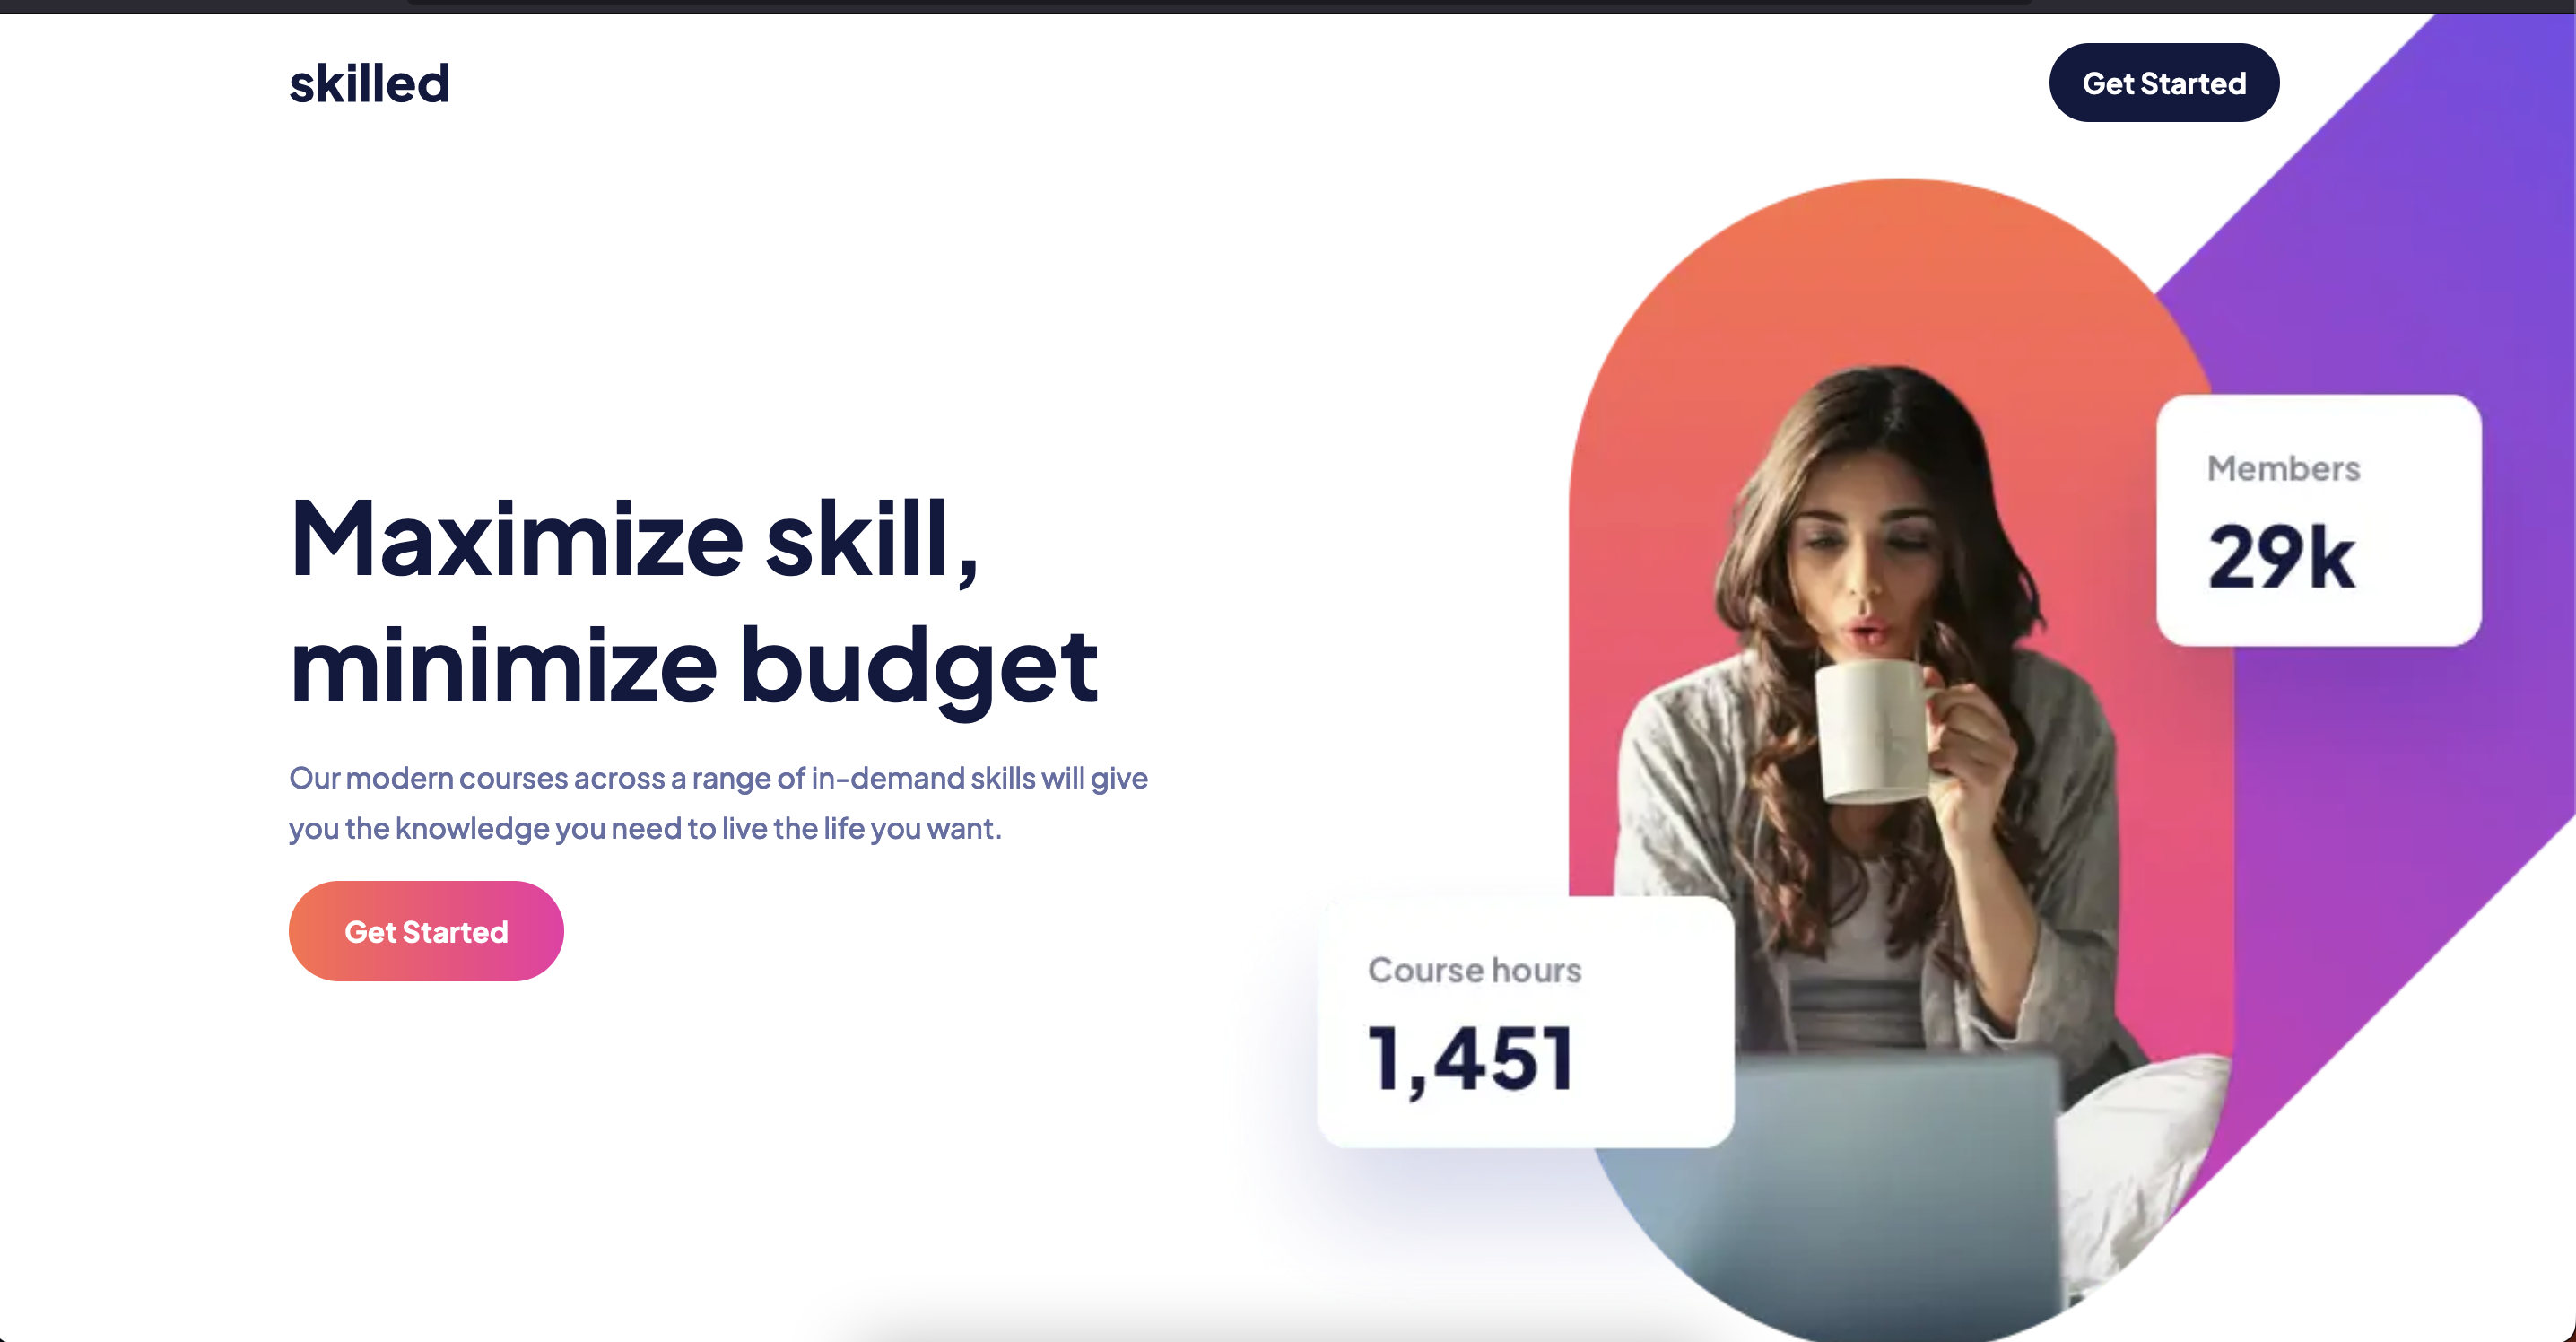 skilled
Get Started
Maximize skill,
minimize budget
Our modern courses across a range of in-demand skills will give
you the knowledge you need to live the life you want.
Get Started
Members
29k
Course hours
1,451